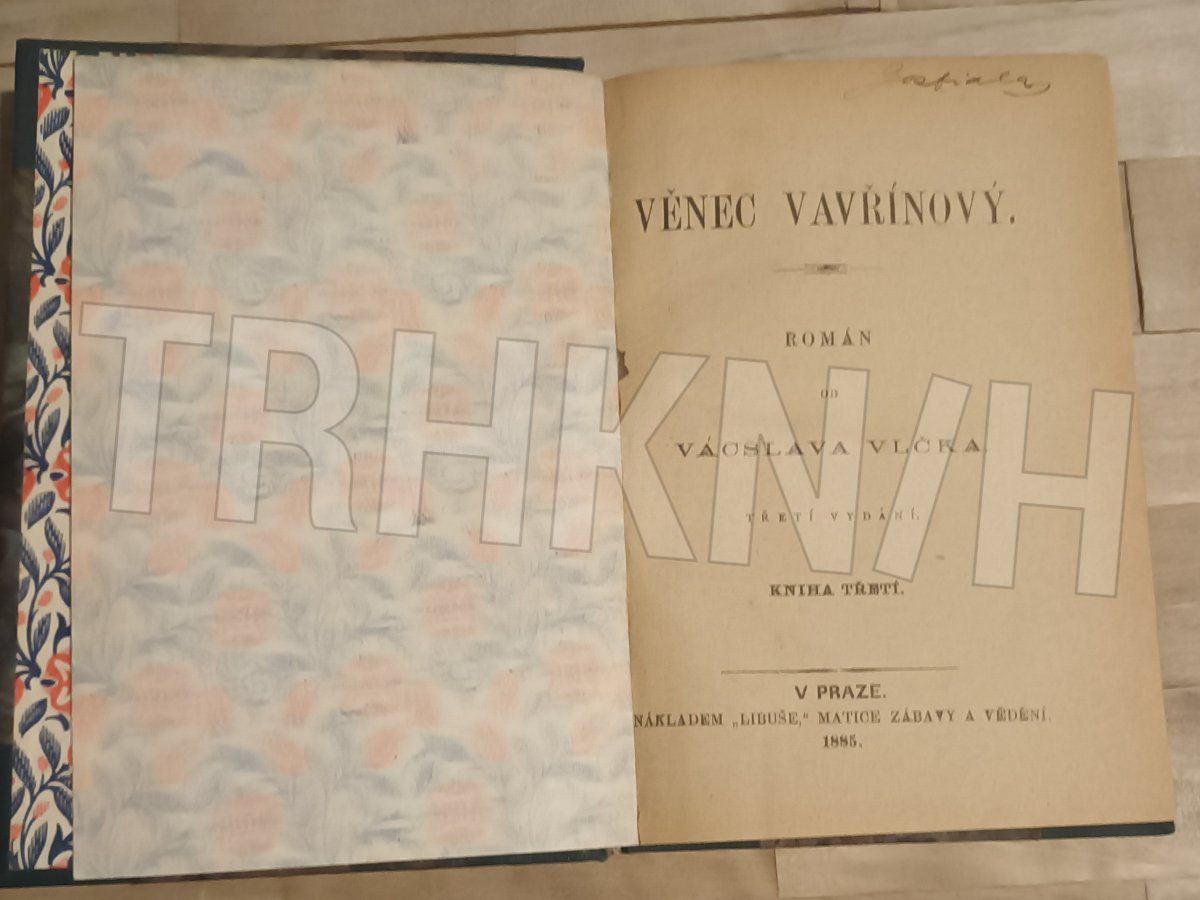 VĚNEC VAVŘÍNOVÝ.
ROMÁN
OD
VÁCSLAVA VLČKA.
TŘETÍ VYDÁNÍ.
KNIHA TŘETÍ.
V PRAZE.
NÁKLADEM „LIBUŠE,“ MATICE ZÁBAVY A VĚDĚNÍ.
1885.
TRHKNIH